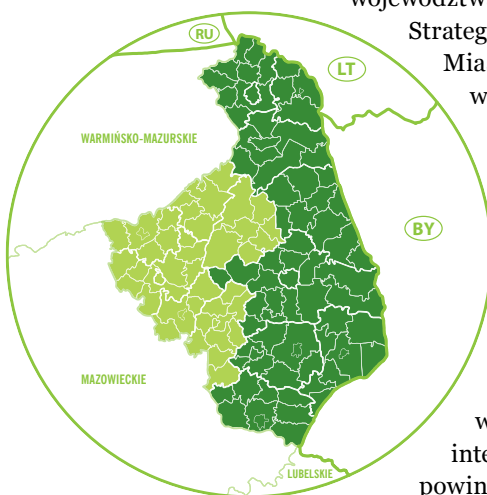 województw
Strateg
Mia
w
RU
LT
WARMIŃSKO-MAZURSKIE
BY
MAZOWIECKIE
w
inte
LUBELSKIE
powin